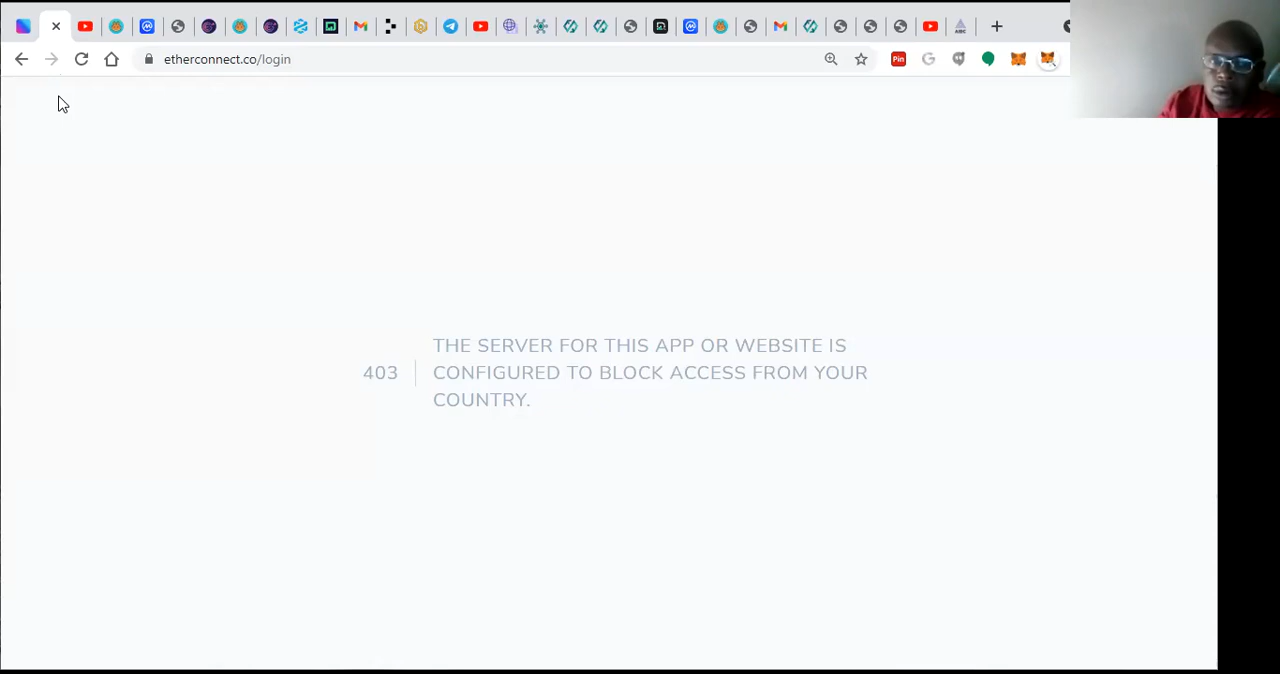 etherconnect.co/login
Pin
THE SERVER FOR THIS APP OR WEBSITE IS
403
CONFIGURED TO BLOCK ACCESS FROM YOUR
COUNTRY.